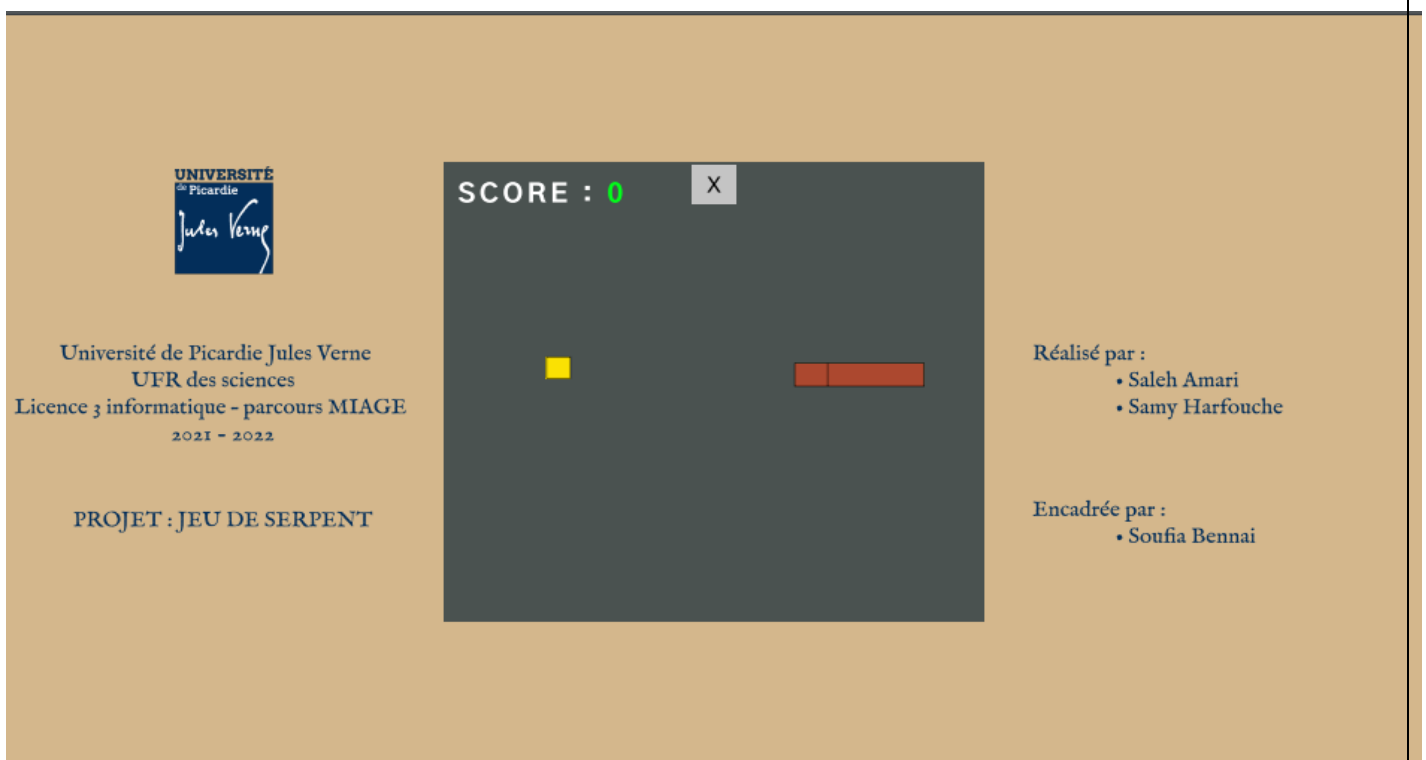 UNIVERSITÉ
de Picardie
Jules Verne
Université de Picardie Jules Verne
UFR des sciences
Licence 3 informatique - parcours MIAGE
2021 - 2022
PROJET : JEU DE SERPENT
SCORE : 0
X
Réalisé par :
• Saleh Amari
• Samy Harfouche
Encadrée par :
• Soufia Bennai